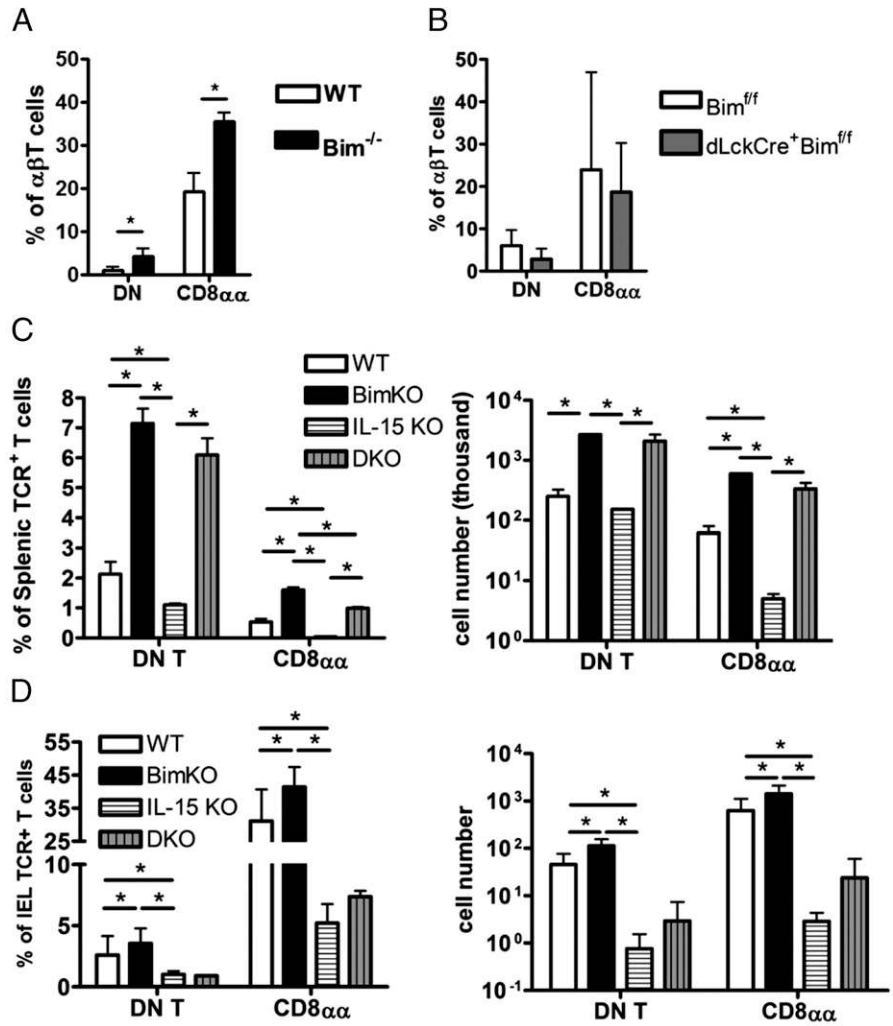 A
% of αβT cells
50
40
30
20
10
0
*
*
DN
CD8αα
WT
Bim-/-
B
% of αβT cells
50
40
30
20
10
0
DN
CD8αα
Bimf/f
dLckCre+Bimf/f
C
% of Splenic TCR+ T cells
8
7
6
5
4
3
2
1
0
*
* * *
*
*
* *
*
DN T
CD8αα
WT
BimKO
IL-15 KO
DKO
cell number (thousand)
10⁴
10³
10²
10¹
10⁰
* * *
*
* *
*
DN T
CD8αα
D
% of IEL TCR+ T cells
55
45
35
25
10
5
0
WT
BimKO
IL-15 KO
DKO
*
* *
*
* *
DN T
CD8αα
cell number
10⁴
10³
10²
10¹
10⁰
10⁻¹
*
* *
*
* *
DN T
CD8αα